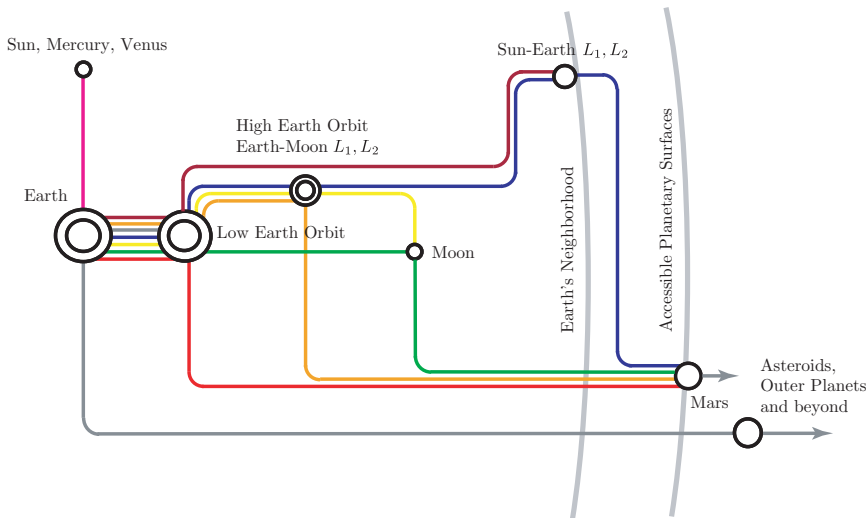 Sun, Mercury, Venus
Sun-Earth L₁, L₂
High Earth Orbit
Earth-Moon L₁, L₂
Earth
Low Earth Orbit
Moon
Earth's Neighborhood
Accessible Planetary Surfaces
Mars
Asteroids,
Outer Planets
and beyond